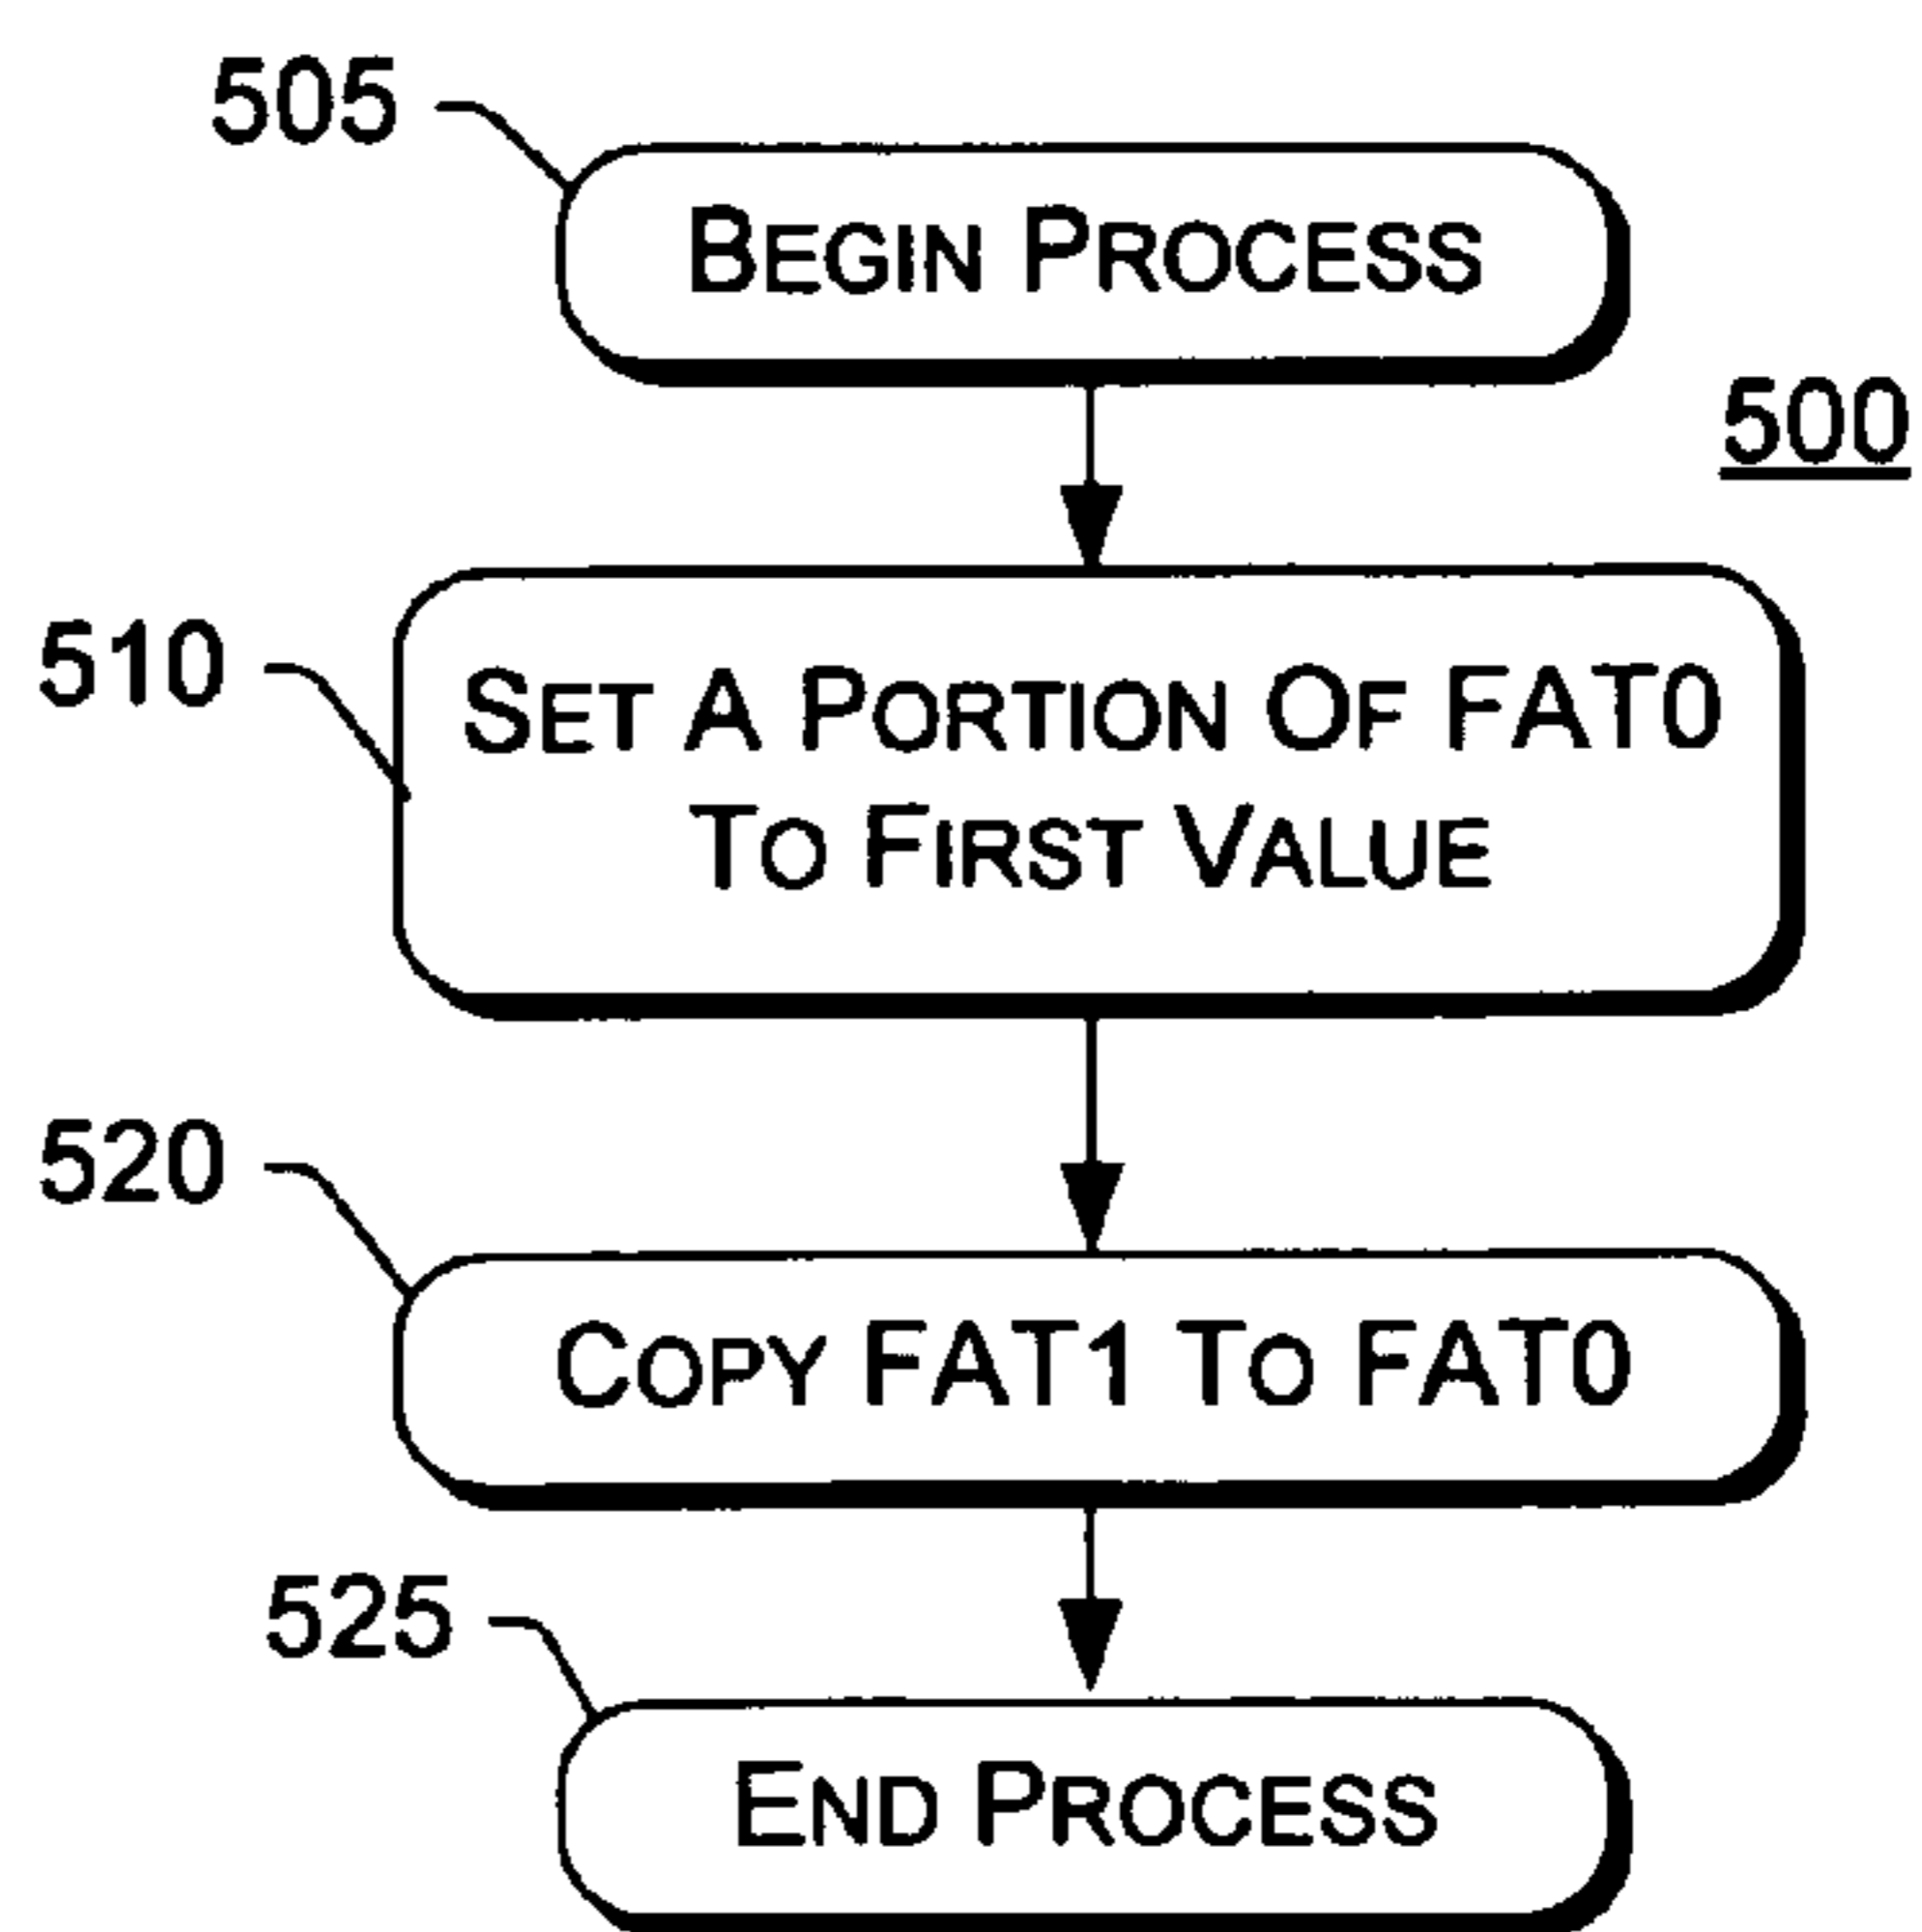 505
BEGIN PROCESS
500
510
SET A PORTION OF FAT0
TO FIRST VALUE
520
COPY FAT1 TO FAT0
525
END PROCESS